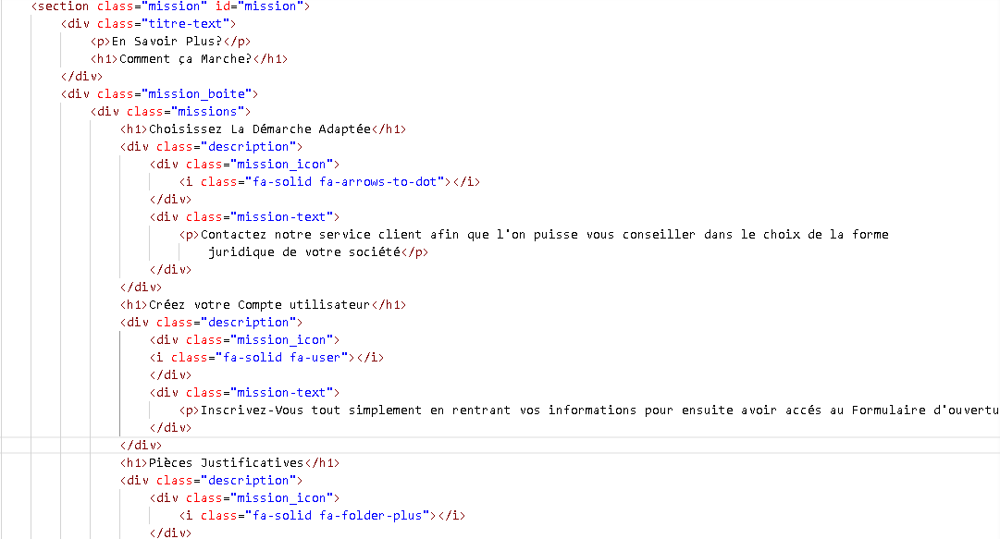 <section class="mission" id="mission">
<div class="titre-text">
<p>En Savoir Plus?</p>
<h1>Comment ça Marche?</h1>
</div>
<div class="mission_boite">
<div class="missions">
<h1>Choisissez La Démarche Adaptée</h1>
<div class="description">
<div class="mission_icon">
<i class="fa-solid fa-arrows-to-dot"></i>
</div>
<div class="mission-text">
<p>Contactez notre service client afin que l'on puisse vous conseiller dans le choix de la forme
juridique de votre société</p>
</div>
</div>
<h1>Créez votre Compte utilisateur</h1>
<div class="description">
<div class="mission_icon">
<i class="fa-solid fa-user"></i>
</div>
<div class="mission-text">
<p>Inscrivez-Vous tout simplement en rentrant vos informations pour ensuite avoir accés au Formulaire d'ouvertu
</div>
</div>
<h1>Pièces Justificatives</h1>
<div class="description">
<div class="mission_icon">
<i class="fa-solid fa-folder-plus"></i>
</div>